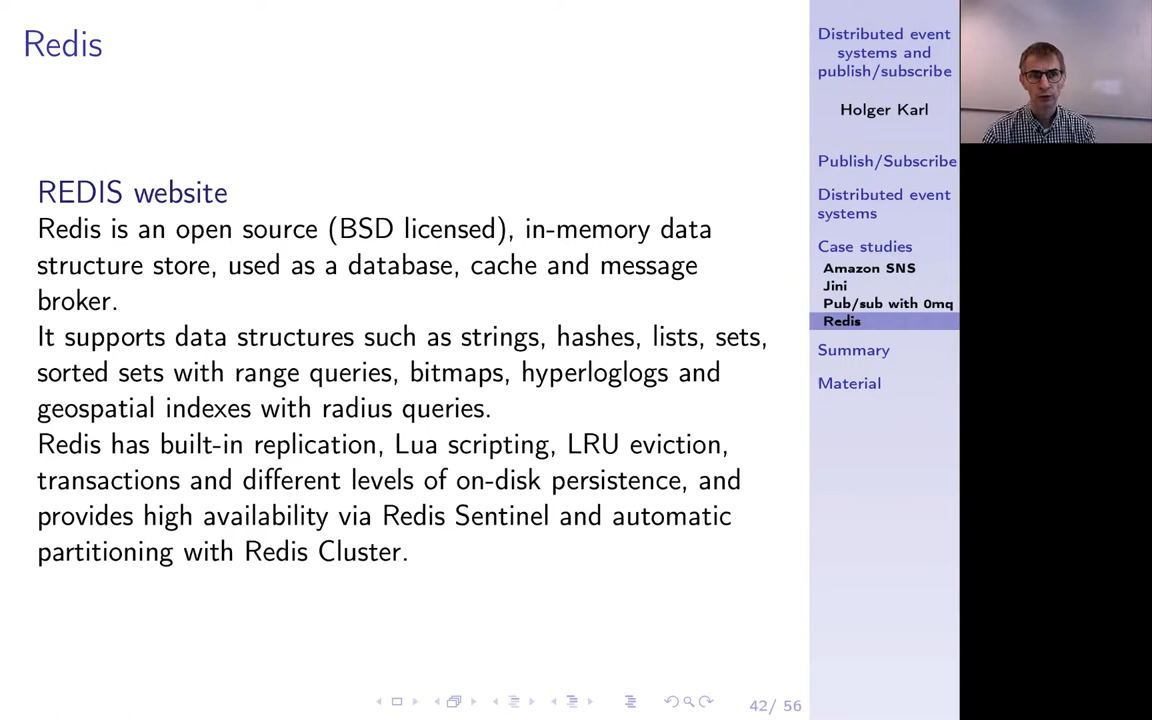 Redis
REDIS website
Redis is an open source (BSD licensed), in-memory data
structure store, used as a database, cache and message
broker.
It supports data structures such as strings, hashes, lists, sets,
sorted sets with range queries, bitmaps, hyperloglogs and
geospatial indexes with radius queries.
Redis has built-in replication, Lua scripting, LRU eviction,
transactions and different levels of on-disk persistence, and
provides high availability via Redis Sentinel and automatic
partitioning with Redis Cluster.
Distributed event
systems and
publish/subscribe
Holger Karl
Publish/Subscribe
Distributed event
systems
Case studies
Amazon SNS
Jini
Pub/sub with 0mq
Redis
Summary
Material
42/ 56